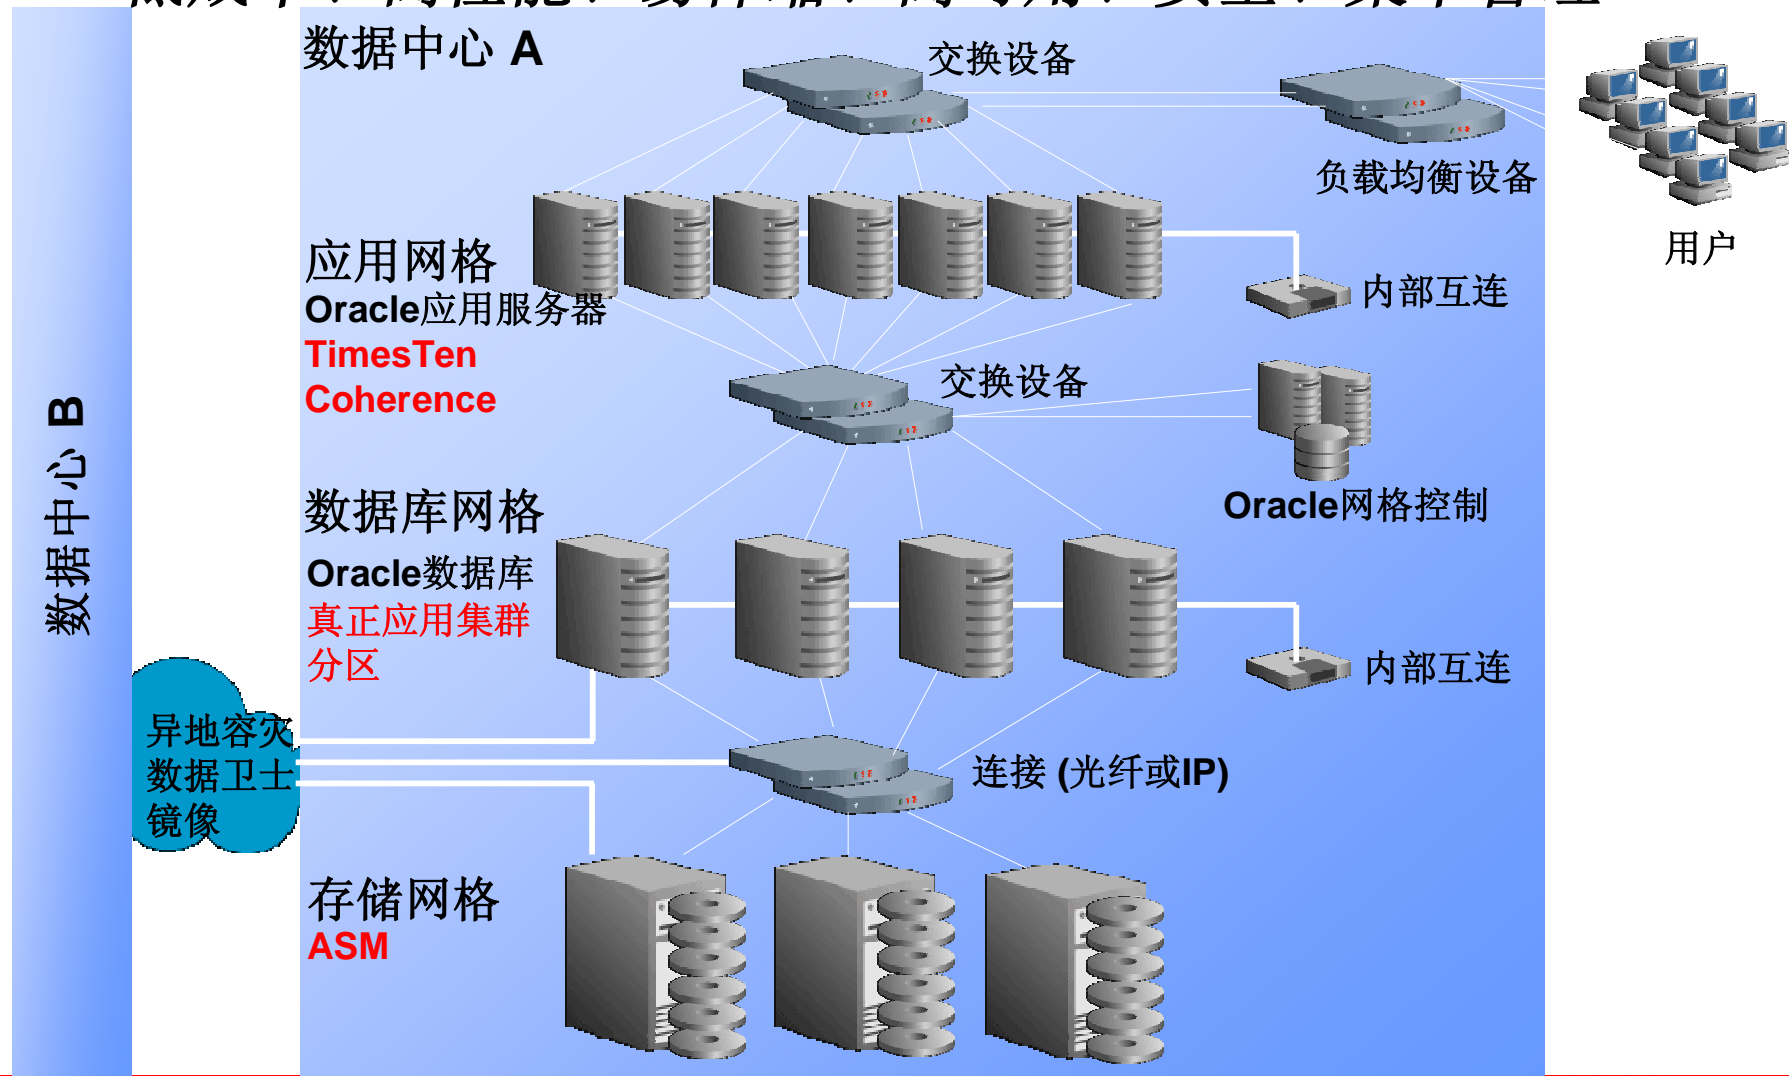 数据中心 A
交换设备
负载均衡设备
用户
应用网格
Oracle应用服务器
TimesTen
Coherence
内部互连
交换设备
Oracle网格控制
数据库网格
Oracle数据库
真正应用集群
分区
内部互连
数据中心 B
异地容灾
数据卫士
镜像
连接 (光纤或IP)
存储网格
ASM